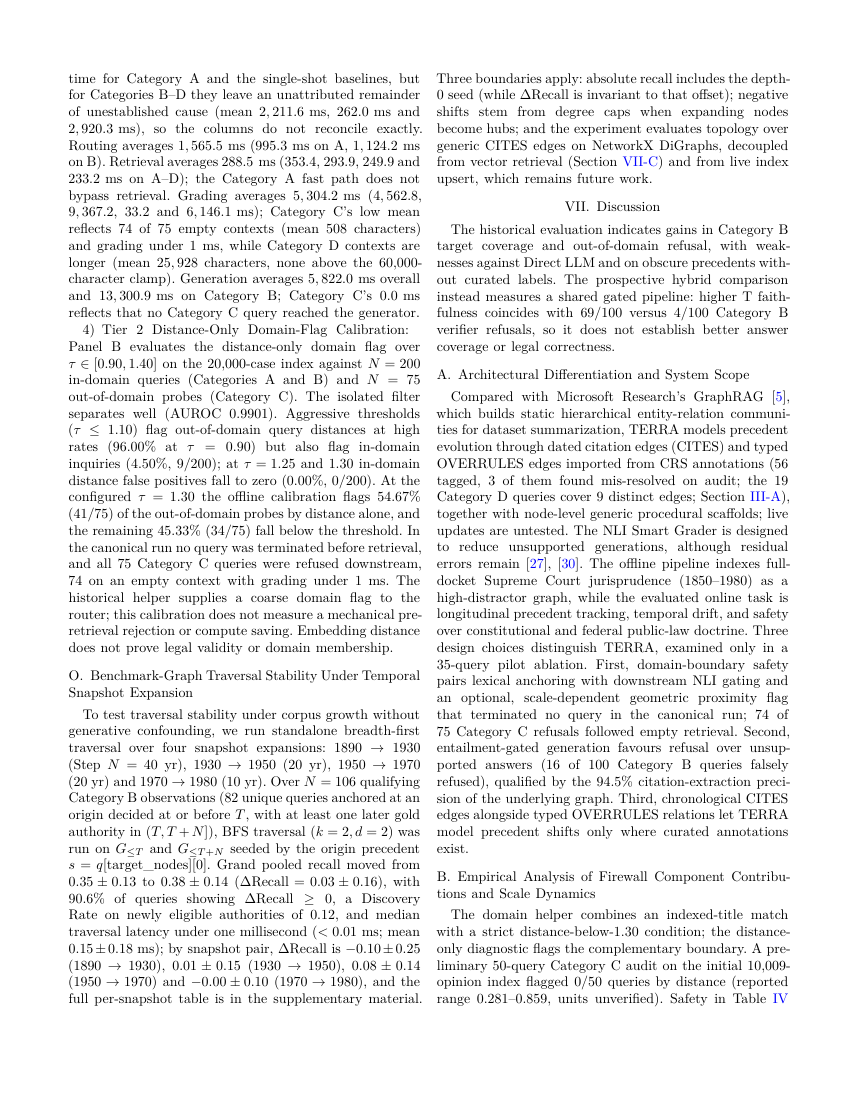 time for Category A and the single-shot baselines, but
for Categories B–D they leave an unattributed remainder
of unestablished cause (mean 2, 211.6 ms, 262.0 ms and
2, 920.3 ms), so the columns do not reconcile exactly.
Routing averages 1, 565.5 ms (995.3 ms on A, 1, 124.2 ms
on B). Retrieval averages 288.5 ms (353.4, 293.9, 249.9 and
233.2 ms on A–D); the Category A fast path does not
bypass retrieval. Grading averages 5, 304.2 ms (4, 562.8,
9, 367.2, 33.2 and 6, 146.1 ms); Category C's low mean
reflects 74 of 75 empty contexts (mean 508 characters)
and grading under 1 ms, while Category D contexts are
longer (mean 25, 928 characters, none above the 60,000-
character clamp). Generation averages 5, 822.0 ms overall
and 13, 300.9 ms on Category B; Category C's 0.0 ms
reflects that no Category C query reached the generator.
4) Tier 2 Distance-Only Domain-Flag Calibration:
Panel B evaluates the distance-only domain flag over
τ ∈ [0.90, 1.40] on the 20,000-case index against N = 200
in-domain queries (Categories A and B) and N = 75
out-of-domain probes (Category C). The isolated filter
separates well (AUROC 0.9901). Aggressive thresholds
(τ ≤ 1.10) flag out-of-domain query distances at high
rates (96.00% at τ = 0.90) but also flag in-domain
inquiries (4.50%, 9/200); at τ = 1.25 and 1.30 in-domain
distance false positives fall to zero (0.00%, 0/200). At the
configured τ = 1.30 the offline calibration flags 54.67%
(41/75) of the out-of-domain probes by distance alone, and
the remaining 45.33% (34/75) fall below the threshold. In
the canonical run no query was terminated before retrieval,
and all 75 Category C queries were refused downstream,
74 on an empty context with grading under 1 ms. The
historical helper supplies a coarse domain flag to the
router; this calibration does not measure a mechanical pre-
retrieval rejection or compute saving. Embedding distance
does not prove legal validity or domain membership.
O. Benchmark-Graph Traversal Stability Under Temporal
Snapshot Expansion
To test traversal stability under corpus growth without
generative confounding, we run standalone breadth-first
traversal over four snapshot expansions: 1890 → 1930
(Step N = 40 yr), 1930 → 1950 (20 yr), 1950 → 1970
(20 yr) and 1970 → 1980 (10 yr). Over N = 106 qualifying
Category B observations (82 unique queries anchored at an
origin decided at or before T, with at least one later gold
authority in (T, T + N]), BFS traversal (k = 2, d = 2) was
run on G≤T and G≤T+N seeded by the origin precedent
s = q[target_nodes][0]. Grand pooled recall moved from
0.35 ± 0.13 to 0.38 ± 0.14 (ΔRecall = 0.03 ± 0.16), with
90.6% of queries showing ΔRecall ≥ 0, a Discovery
Rate on newly eligible authorities of 0.12, and median
traversal latency under one millisecond (< 0.01 ms; mean
0.15 ± 0.18 ms); by snapshot pair, ΔRecall is −0.10 ± 0.25
(1890 → 1930), 0.01 ± 0.15 (1930 → 1950), 0.08 ± 0.14
(1950 → 1970) and −0.00 ± 0.10 (1970 → 1980), and the
full per-snapshot table is in the supplementary material.
Three boundaries apply: absolute recall includes the depth-
0 seed (while ΔRecall is invariant to that offset); negative
shifts stem from degree caps when expanding nodes
become hubs; and the experiment evaluates topology over
generic CITES edges on NetworkX DiGraphs, decoupled
from vector retrieval (Section VII-C) and from live index
upsert, which remains future work.
VII. Discussion
The historical evaluation indicates gains in Category B
target coverage and out-of-domain refusal, with weak-
nesses against Direct LLM and on obscure precedents with-
out curated labels. The prospective hybrid comparison
instead measures a shared gated pipeline: higher T faith-
fulness coincides with 69/100 versus 4/100 Category B
verifier refusals, so it does not establish better answer
coverage or legal correctness.
A. Architectural Differentiation and System Scope
Compared with Microsoft Research's GraphRAG [5],
which builds static hierarchical entity-relation communi-
ties for dataset summarization, TERRA models precedent
evolution through dated citation edges (CITES) and typed
OVERRULES edges imported from CRS annotations (56
tagged, 3 of them found mis-resolved on audit; the 19
Category D queries cover 9 distinct edges; Section III-A),
together with node-level generic procedural scaffolds; live
updates are untested. The NLI Smart Grader is designed
to reduce unsupported generations, although residual
errors remain [27], [30]. The offline pipeline indexes full-
docket Supreme Court jurisprudence (1850–1980) as a
high-distractor graph, while the evaluated online task is
longitudinal precedent tracking, temporal drift, and safety
over constitutional and federal public-law doctrine. Three
design choices distinguish TERRA, examined only in a
35-query pilot ablation. First, domain-boundary safety
pairs lexical anchoring with downstream NLI gating and
an optional, scale-dependent geometric proximity flag
that terminated no query in the canonical run; 74 of
75 Category C refusals followed empty retrieval. Second,
entailment-gated generation favours refusal over unsup-
ported answers (16 of 100 Category B queries falsely
refused), qualified by the 94.5% citation-extraction preci-
sion of the underlying graph. Third, chronological CITES
edges alongside typed OVERRULES relations let TERRA
model precedent shifts only where curated annotations
exist.
B. Empirical Analysis of Firewall Component Contribu-
tions and Scale Dynamics
The domain helper combines an indexed-title match
with a strict distance-below-1.30 condition; the distance-
only diagnostic flags the complementary boundary. A pre-
liminary 50-query Category C audit on the initial 10,009-
opinion index flagged 0/50 queries by distance (reported
range 0.281–0.859, units unverified). Safety in Table IV